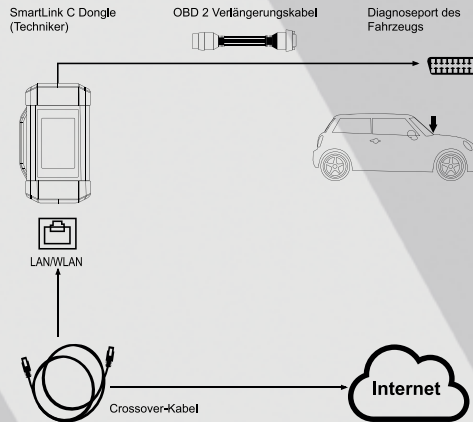 SmartLink C Dongle
(Techniker)
OBD 2 Verlängerungskabel
Diagnoseport des
Fahrzeugs
LAN/WLAN
Crossover-Kabel
Internet